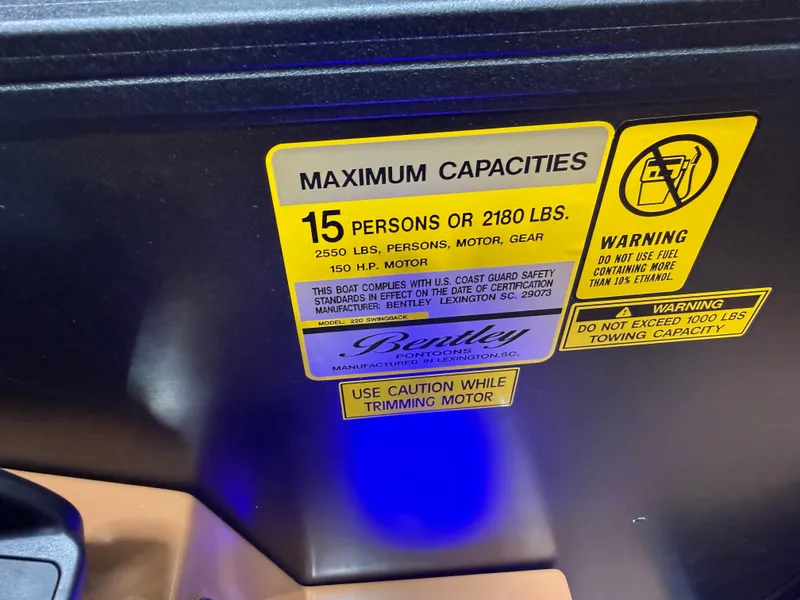 MAXIMUM CAPACITIES
15 PERSONS OR 2180 LBS.
2550 LBS, PERSONS, MOTOR, GEAR
150 H.P. MOTOR
THIS BOAT COMPLIES WITH U.S. COAST GUARD SAFETY
STANDARDS IN EFFECT ON THE DATE OF CERTIFICATION
MANUFACTURER: BENTLEY LEXINGTON SC. 29073
MODEL: 220 SWINGBACK
Bentley
PONTOONS
MANUFACTURED IN LEXINGTON,SC.
USE CAUTION WHILE
TRIMMING MOTOR
WARNING
DO NOT USE FUEL
CONTAINING MORE
THAN 10% ETHANOL.
WARNING
DO NOT EXCEED 1000 LBS
TOWING CAPACITY